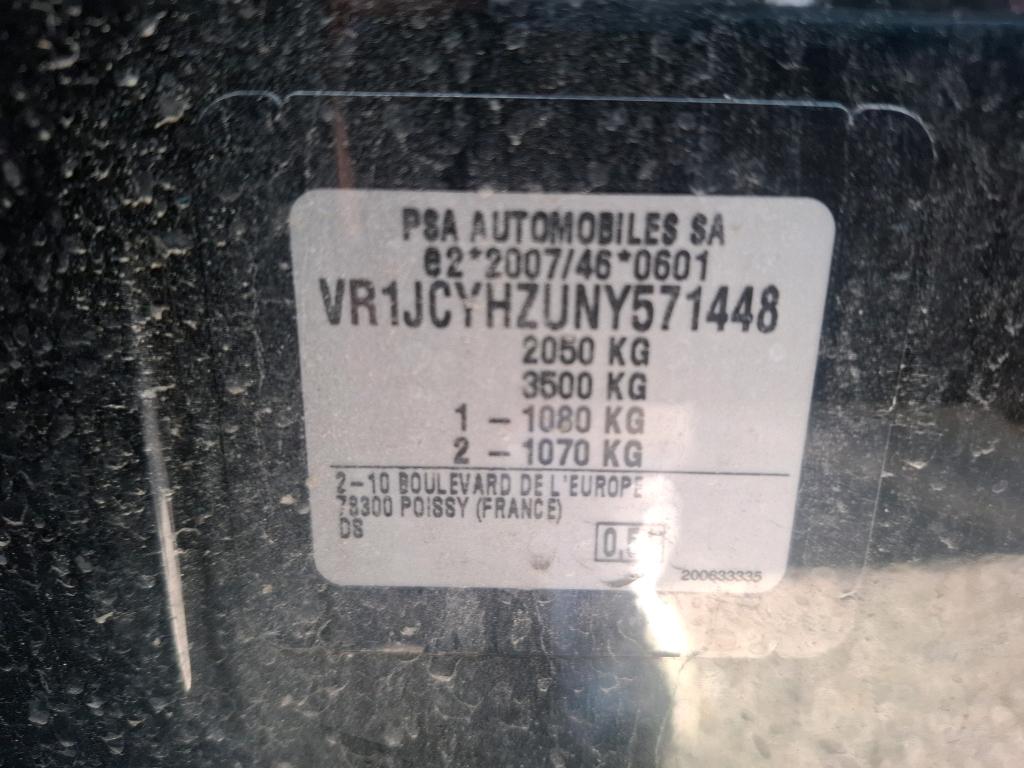 PSA AUTOMOBILES SA
e2*2007/46*0601
VR1JCYHZUNY571448
2050 KG
3500 KG
1 - 1080 KG
2 - 1070 KG
2-10 BOULEVARD DE L'EUROPE
78300 POISSY (FRANCE)
DS
200633335